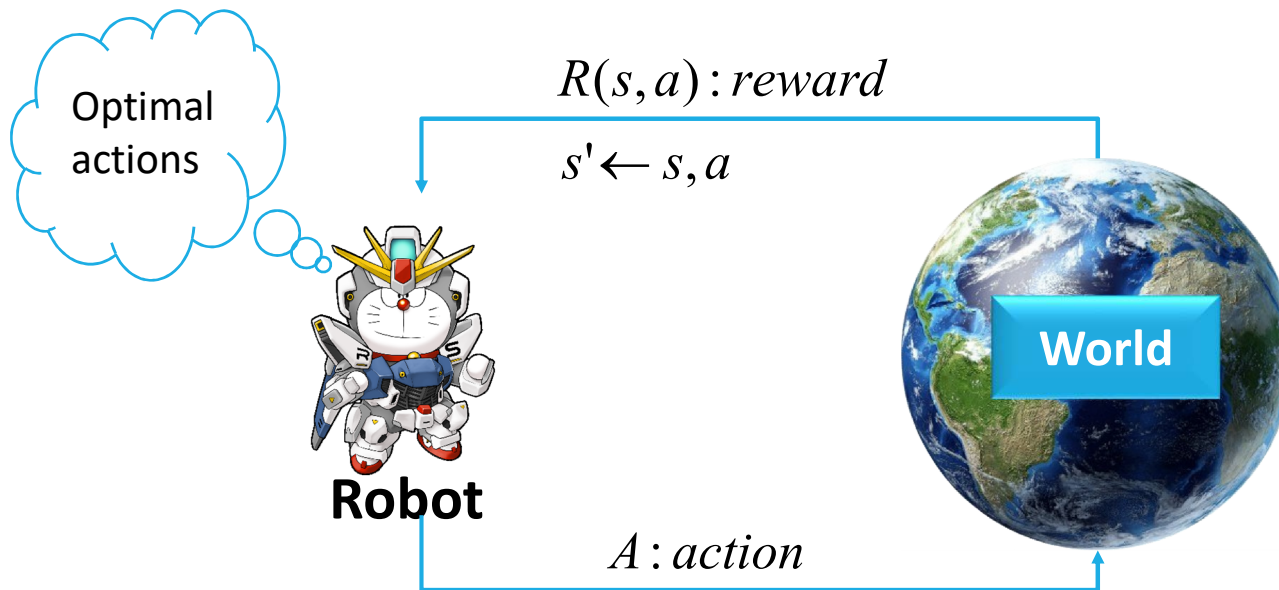 Optimal
actions
R(s,a) : reward
s' ← s, a
World
R S
Robot
A : action